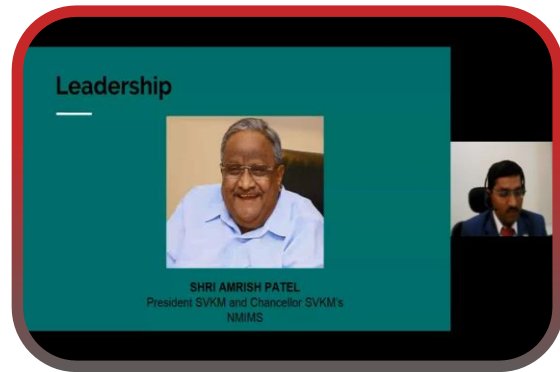 Leadership
SHRI AMRISH PATEL
President SVKM and Chancellor SVKM's
NMIMS